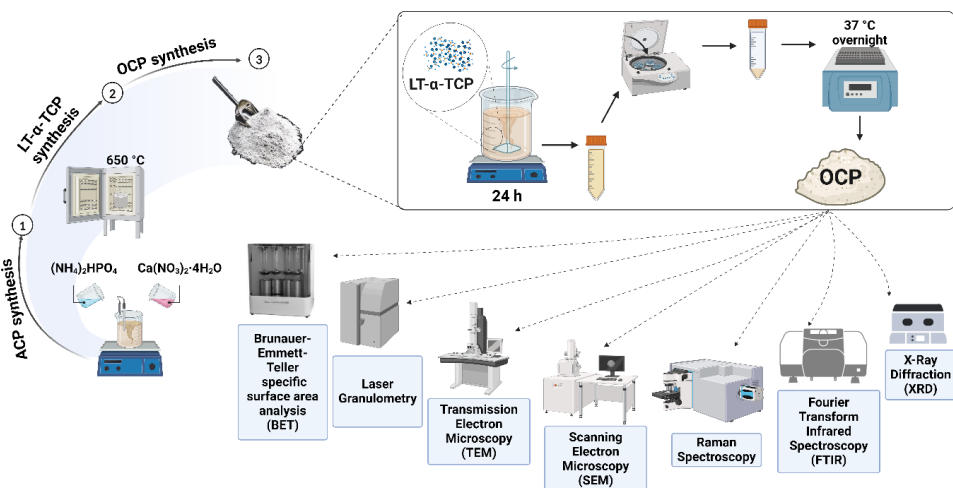 OCP synthesis
3
LT-α-TCP
synthesis
2
650 °C
1
ACP synthesis
(NH₄)₂HPO₄
Ca(NO₃)₂·4H₂O
LT-α-TCP
24 h
37 °C
overnight
OCP
Brunauer-
Emmett-
Teller
specific
surface area
analysis
(BET)
Laser
Granulometry
Transmission
Electron
Microscopy
(TEM)
Scanning
Electron
Microscopy
(SEM)
Raman
Spectroscopy
Fourier
Transform
Infrared
Spectroscopy
(FTIR)
X-Ray
Diffraction
(XRD)